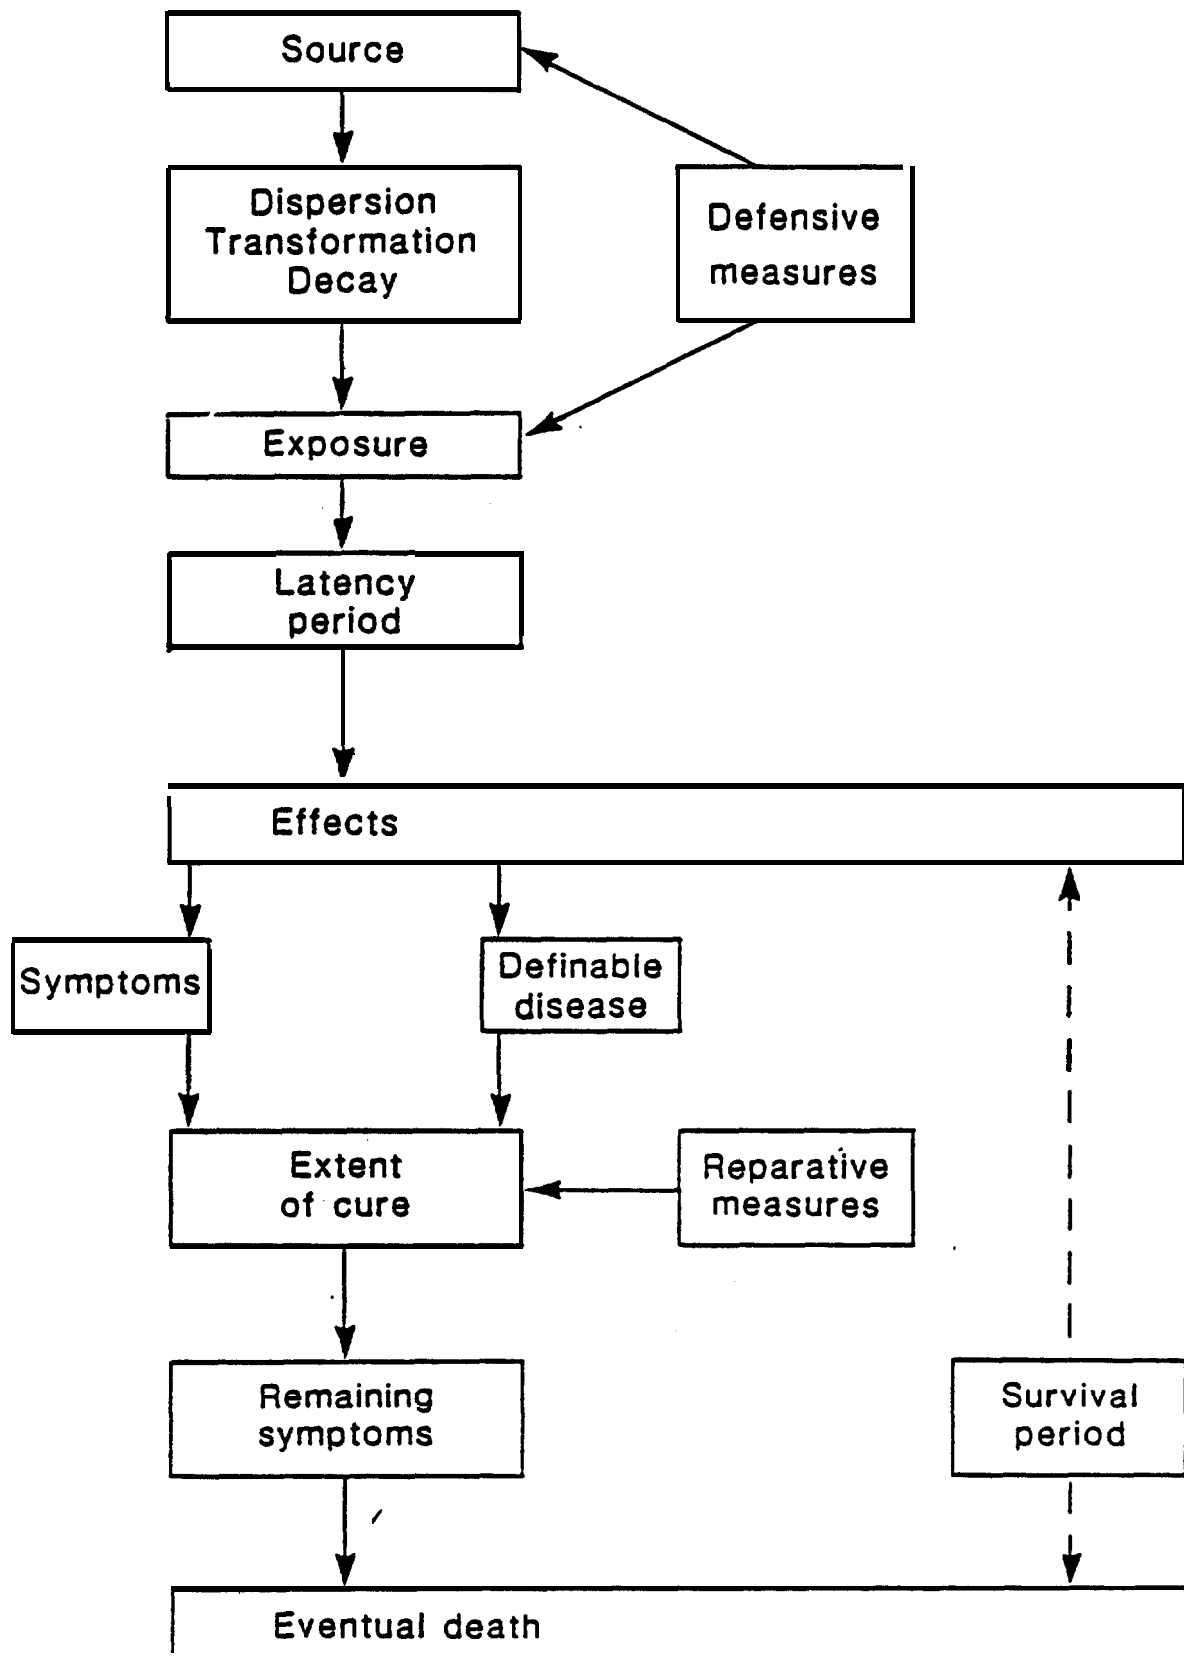 Source
Dispersion
Transformation
Decay
Defensive
measures
Exposure
Latency
period
Effects
Symptoms
Definable
disease
Extent
of cure
Reparative
measures
Remaining
symptoms
Survival
period
Eventual death